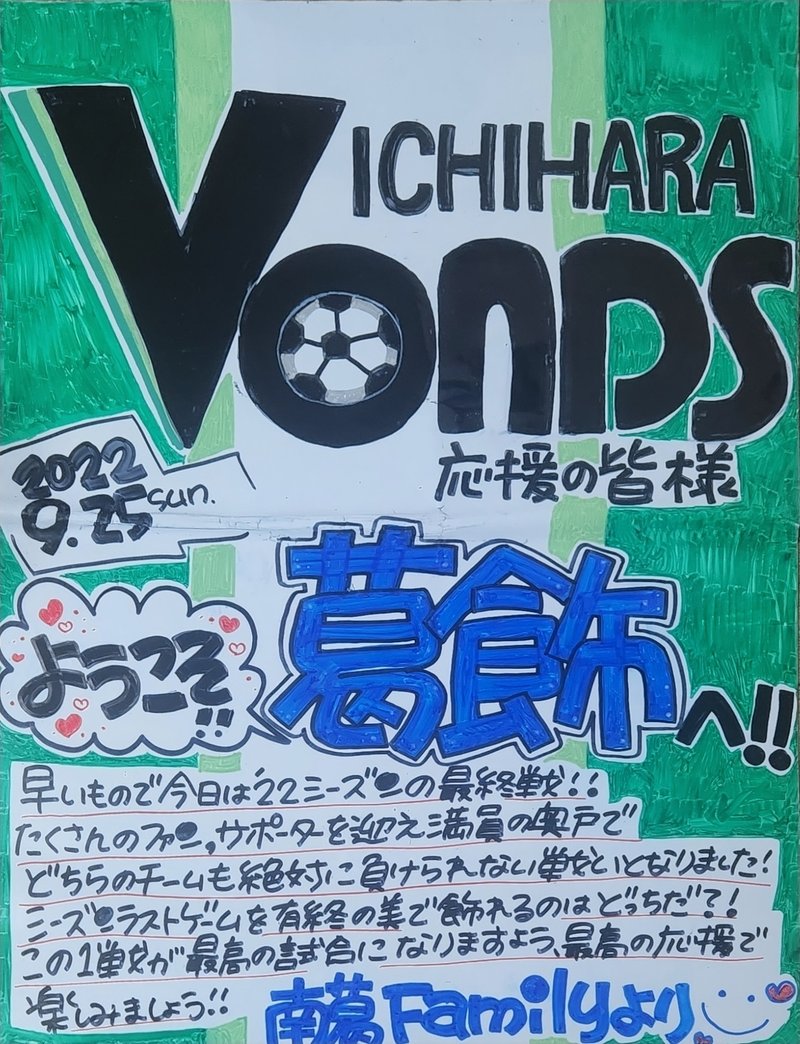 ICHIHARA
VONDS
応援の皆様
2022
9.25 sun.
ようこそ!!
葛飾へ!!
早いもので今日は'22シーズンの最終戦!!
たくさんのファン,サポーターを迎え満員の奥戸で
どちらのチームも絶対に負けられない戦いとなりました!
シーズンラストゲームを有終の美で飾れるのはどっちだ?!
この1戦が最高の試合になりますよう、最高の応援で
楽しみましょう!!
南葛Familyより